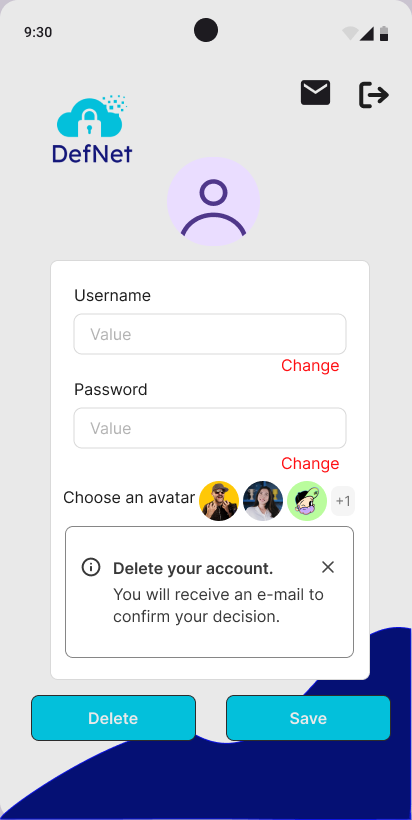 9:30
DefNet
Username
Value
Change
Password
Value
Change
Choose an avatar
+1
Delete your account.
You will receive an e-mail to
confirm your decision.
Delete
Save